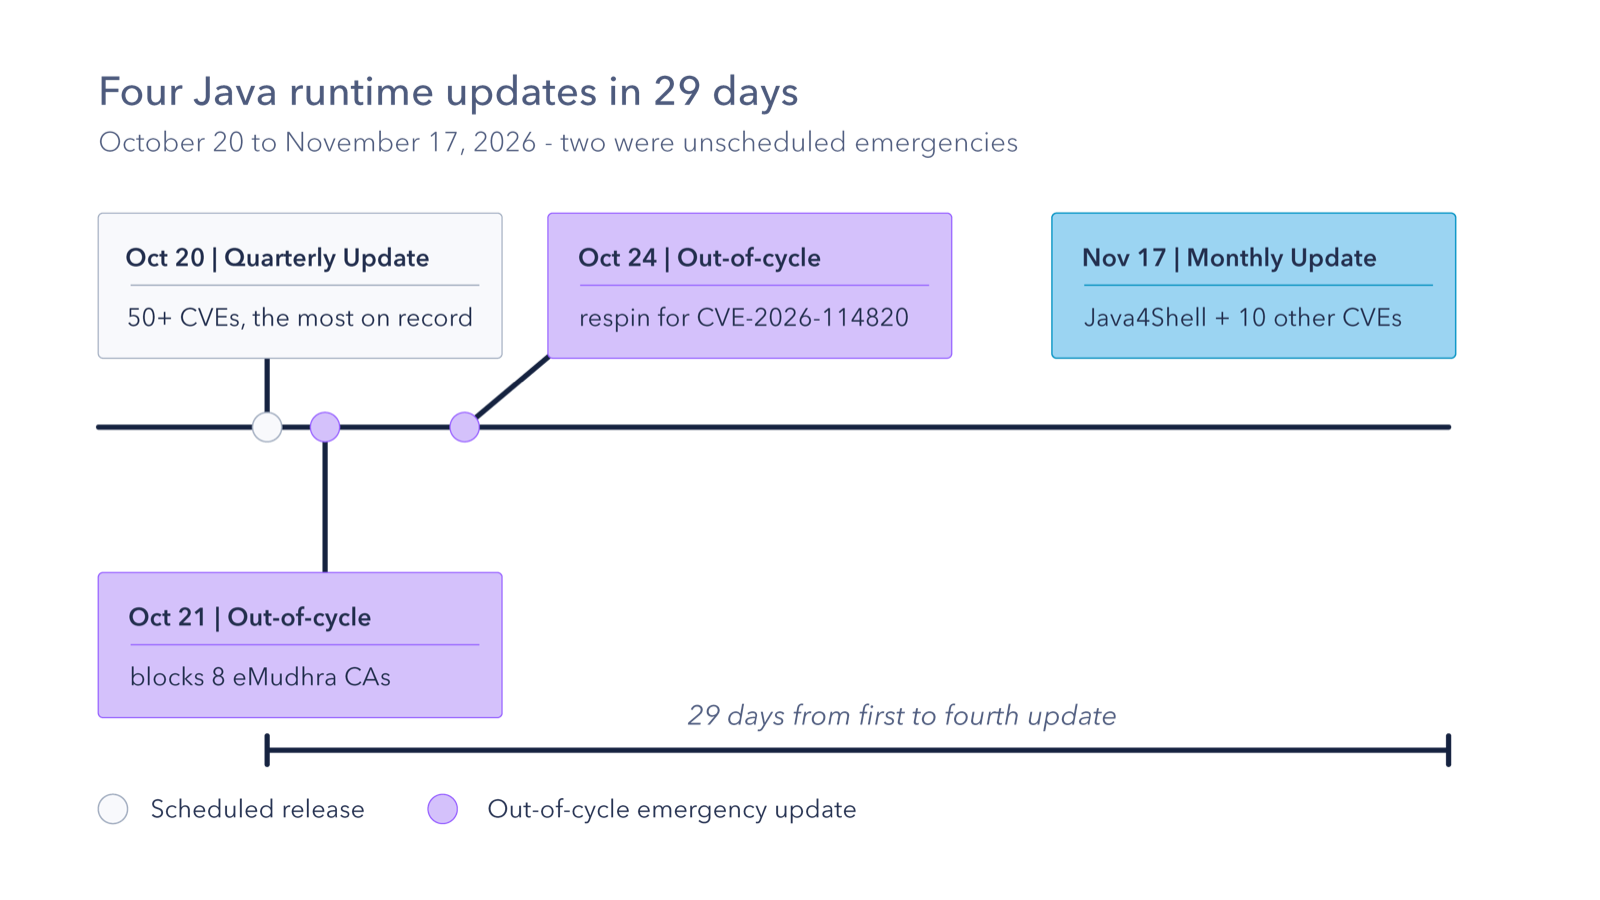 Four Java runtime updates in 29 days
October 20 to November 17, 2026 - two were unscheduled emergencies
Oct 20 | Quarterly Update
50+ CVEs, the most on record
Oct 24 | Out-of-cycle
respin for CVE-2026-114820
Nov 17 | Monthly Update
Java4Shell + 10 other CVEs
Oct 21 | Out-of-cycle
blocks 8 eMudhra CAs
29 days from first to fourth update
Scheduled release
Out-of-cycle emergency update